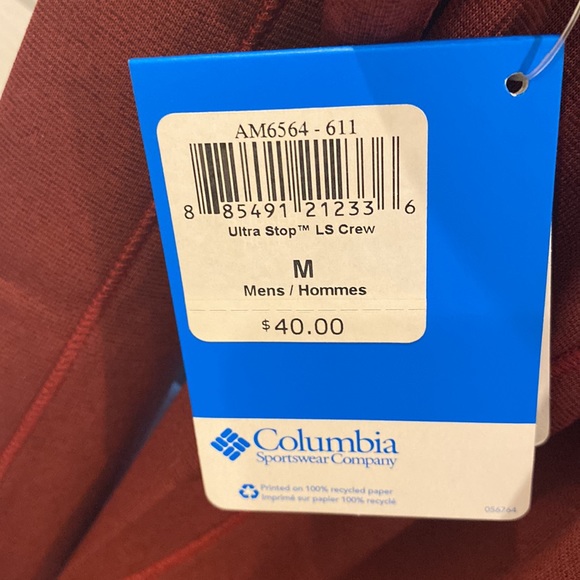 AM6564 - 611
8 85491 21233 6
Ultra Stop™ LS Crew
M
Mens / Hommes
$40.00
Columbia
Sportswear Company
Printed on 100% recycled paper
Imprimé sur papier 100% recyclé
056764